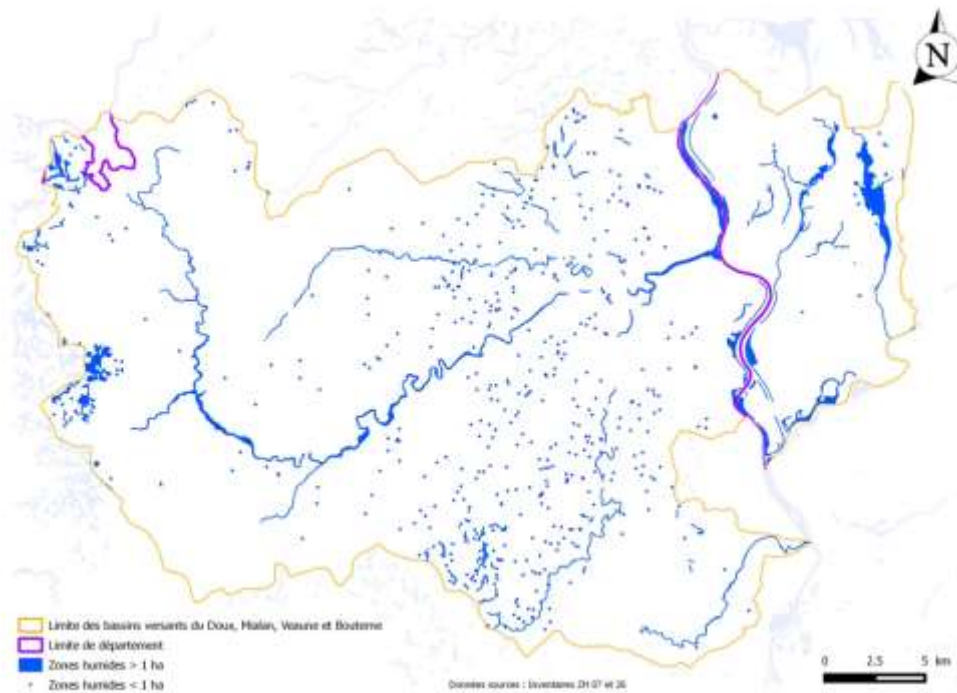 N
Limite des bassins versants du Doux, Mialan, Veaune et Bouterne
Limite de département
Zones humides > 1 ha
Zones humides < 1 ha
Données sources : Inventaires ZH 07 et 26
0 2.5 5 km